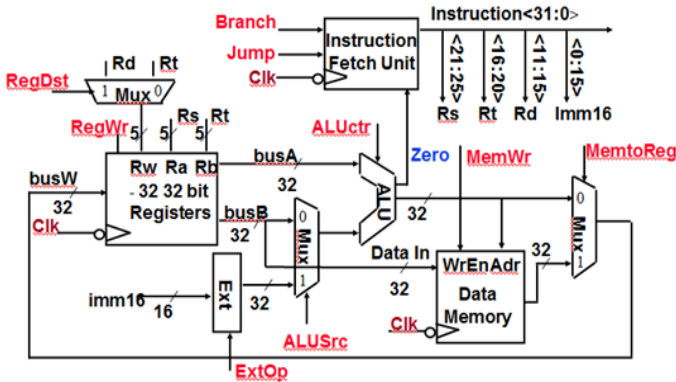 Branch
Instruction<31:0>
Jump
Instruction
Fetch Unit
Clk
<21:25>
<16:20>
<11:15>
<0:15>
Rs
Rt
Rd
Imm16
Rd
Rt
RegDst
1 Mux 0
RegWr
5
5
Rs
5
Rt
ALUctr
Zero
MemWr
MemtoReg
Rw Ra Rb
- 32 32 bit
Registers
busW
32
Clk
busA
32
busB
32
0
Mux
1
ALU
32
Data In
32
WrEn Adr
Data
Memory
Clk
32
0
Mux
1
imm16
16
Ext
32
ALUSrc
ExtOp